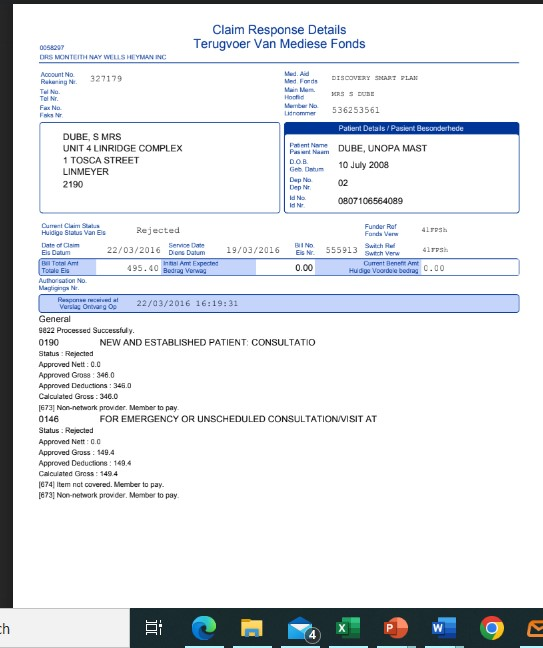 Claim Response Details
Terugvoer Van Mediese Fonds
0058297
DRS MONTEITH NAY WELLS HEYMAN INC
Account No. 327179
Rekening Nr.
Tel No.
Tel Nr.
Fax No.
Faks Nr.
Med. Aid DISCOVERY SMART PLAN
Med. Fonds
Main Mem. MRS S DUBE
Hooflid
Member No. 536253561
Lidnommer
DUBE, S MRS
UNIT 4 LINRIDGE COMPLEX
1 TOSCA STREET
LINMEYER
2190
Patient Details / Pasient Besonderhede
Patient Name DUBE, UNOPA MAST
Pasient Naam
D.O.B. 10 July 2008
Geb. Datum
Dep No. 02
Dep Nr.
Id No. 0807106564089
Id Nr.
Current Claim Status Rejected Funder Ref 41FPSh
Huidige Status Van Eis Fonds Verw
Date of Claim 22/03/2016 Service Date 19/03/2016 Bill No. 555913 Switch Ref 41FPSh
Eis Datum Diens Datum Eis Nr. Switch Verw
Bill Total Amt 495.40 Initial Amt Expected 0.00 Current Benefit Amt 0.00
Totale Eis Bedrag Verwag Huidige Voordele bedrag
Authorisation No.
Magtigings Nr.
Response received at 22/03/2016 16:19:31
Verslag Ontvang Op
General
9822 Processed Successfully.
0190 NEW AND ESTABLISHED PATIENT: CONSULTATIO
Status : Rejected
Approved Nett : 0.0
Approved Gross : 346.0
Approved Deductions : 346.0
Calculated Gross : 346.0
[673] Non-network provider. Member to pay.
0146 FOR EMERGENCY OR UNSCHEDULED CONSULTATION/VISIT AT
Status : Rejected
Approved Nett : 0.0
Approved Gross : 149.4
Approved Deductions : 149.4
Calculated Gross : 149.4
[674] Item not covered. Member to pay.
[673] Non-network provider. Member to pay.
ch
4
X
P
W